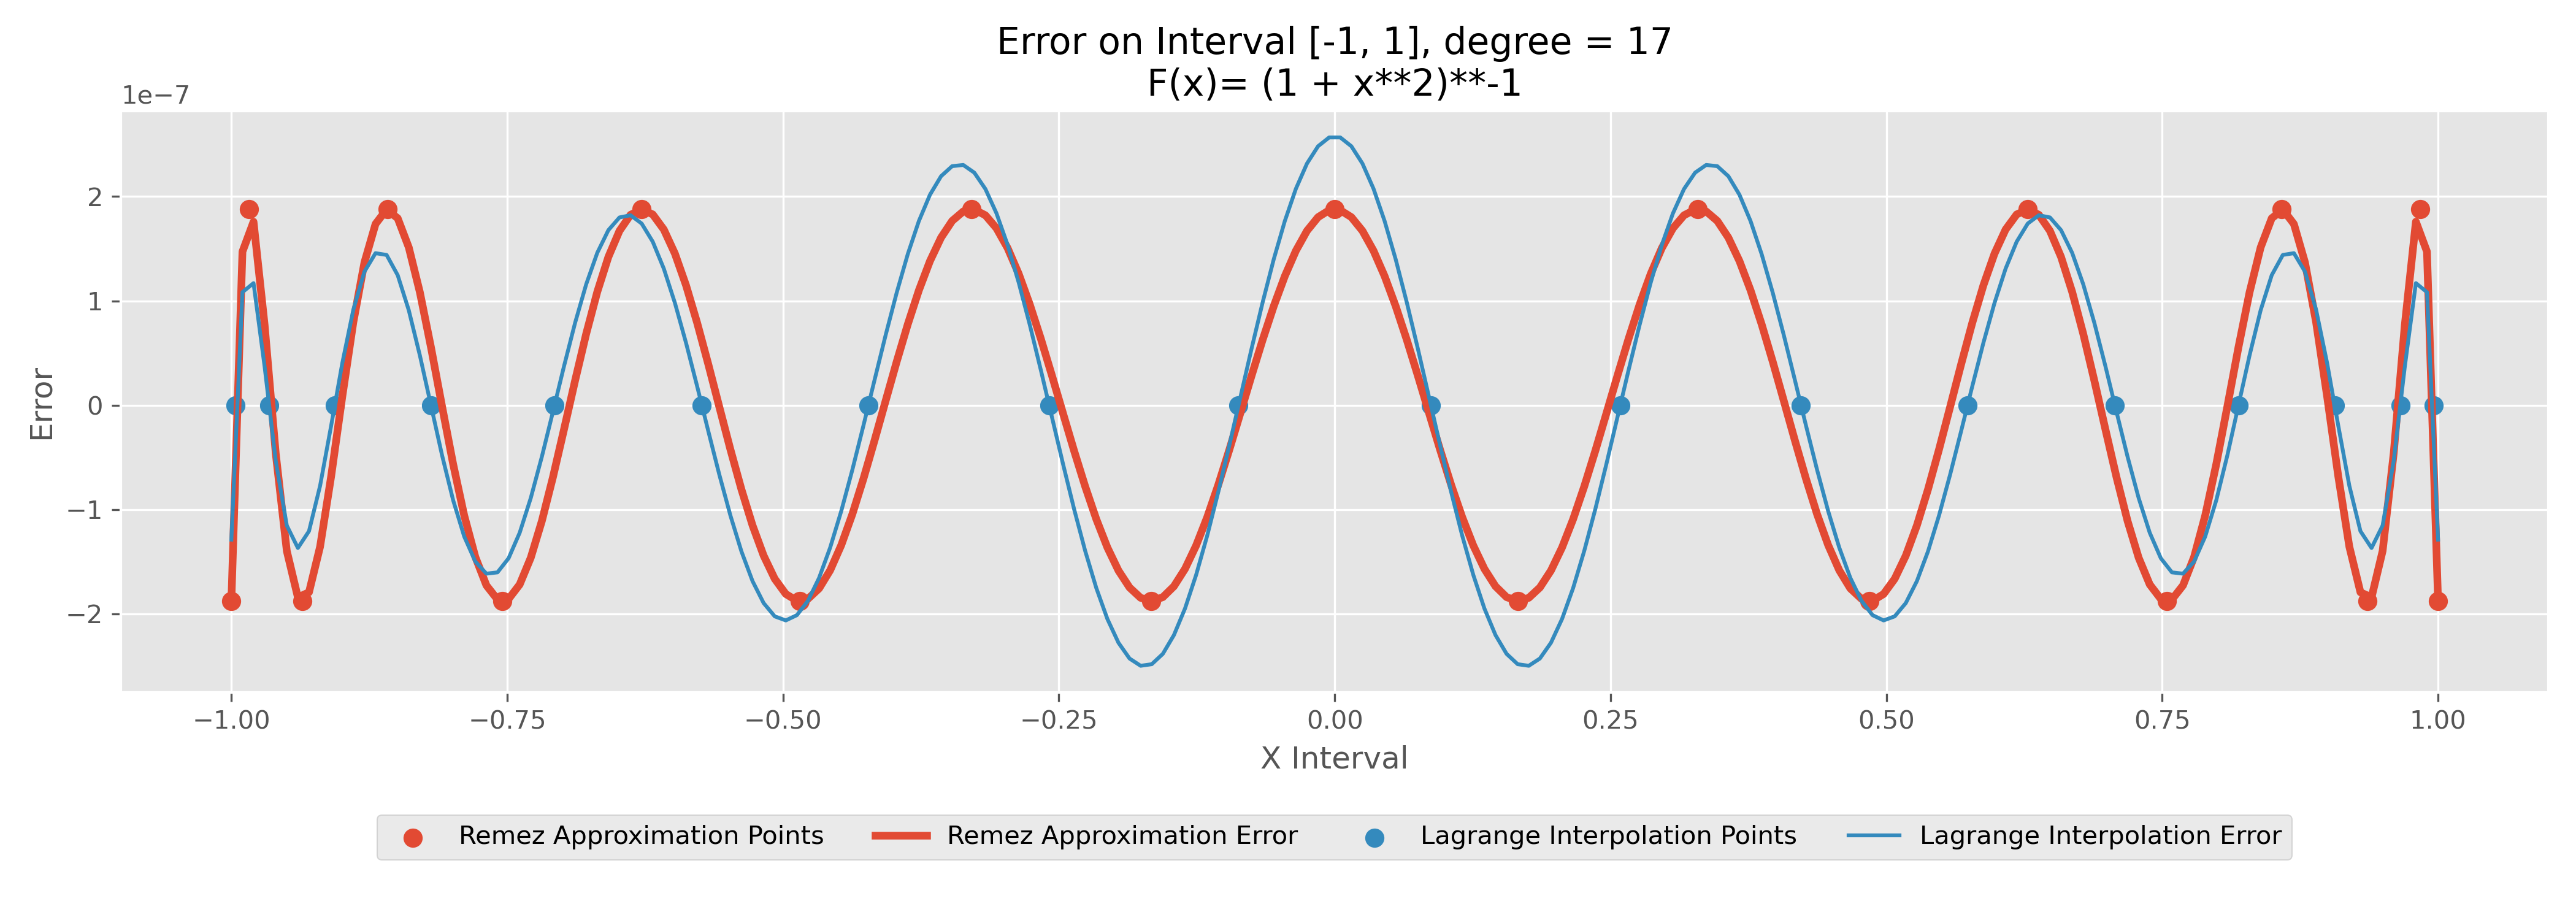 Error on Interval [-1, 1], degree = 17
F(x)= (1 + x**2)**-1
1e−7
2
1
0
−1
−2
Error
−1.00 −0.75 −0.50 −0.25 0.00 0.25 0.50 0.75 1.00
X Interval
Remez Approximation Points Remez Approximation Error Lagrange Interpolation Points Lagrange Interpolation Error